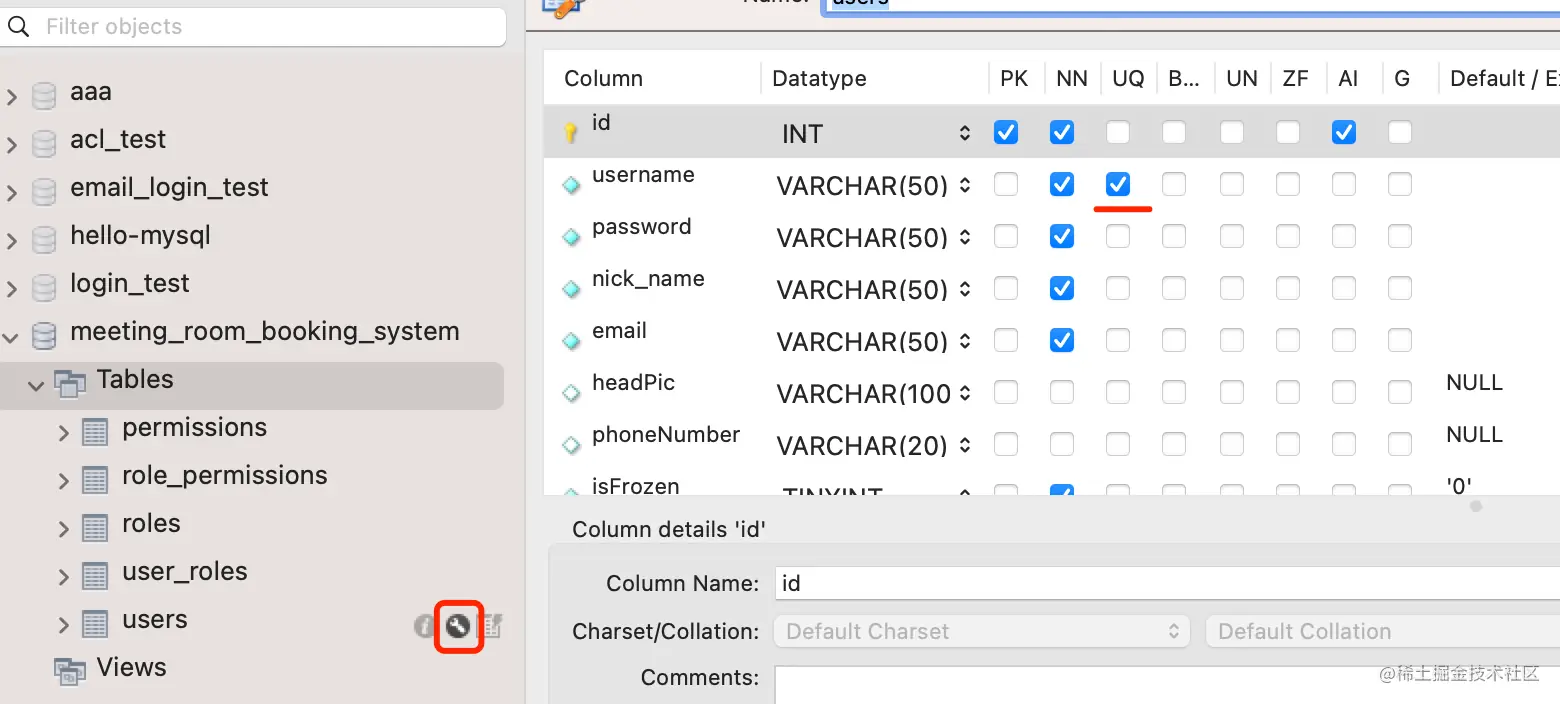 Name: users
Filter objects
aaa
acl_test
email_login_test
hello-mysql
login_test
meeting_room_booking_system
Tables
permissions
role_permissions
roles
user_roles
users
Views
Column Datatype PK NN UQ B... UN ZF AI G Default / E
id INT
username VARCHAR(50)
password VARCHAR(50)
nick_name VARCHAR(50)
email VARCHAR(50)
headPic VARCHAR(100 NULL
phoneNumber VARCHAR(20) NULL
isFrozen TINYINT '0'
Column details 'id'
Column Name: id
Charset/Collation: Default Charset Default Collation
Comments:
@稀土掘金技术社区